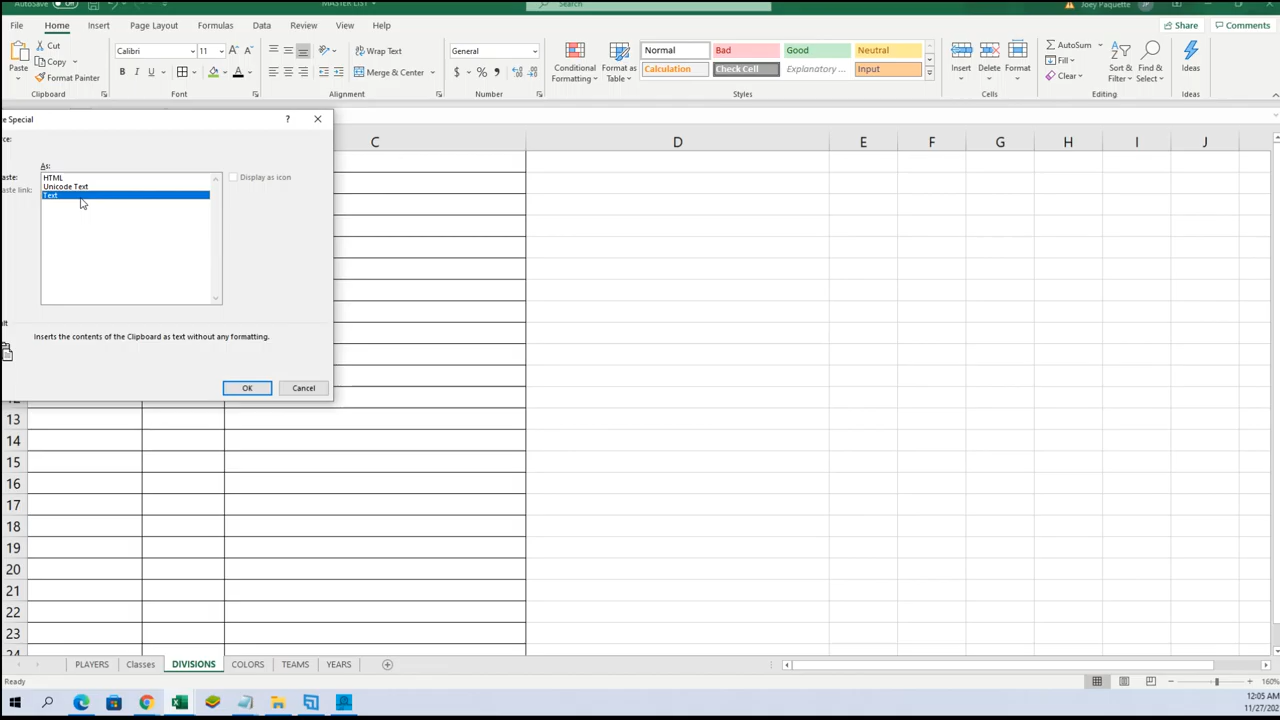 AutoSave Off MASTER LIST Search Joey Paquette JP
File Home Insert Page Layout Formulas Data Review View Help Share Comments
Paste Cut Copy Format Painter Clipboard
Calibri 11 A A B I U A Font
ab Wrap Text Merge & Center Alignment
General $ % , Number
Conditional Formatting Format as Table
Normal Bad Good Neutral
Calculation Check Cell Explanatory ... Input
Styles
Insert Delete Format Cells
AutoSum Fill Clear Sort & Filter Find & Select Editing
Ideas Ideas
e Special ? ×
rce:
As:
aste: HTML
Unicode Text
aste link:
Text
Display as icon
ult
Inserts the contents of the Clipboard as text without any formatting.
OK Cancel
C D E F G H I J
12
13
14
15
16
17
18
19
20
21
22
23
24
PLAYERS Classes DIVISIONS COLORS TEAMS YEARS
Ready 160%
12:05 AM
11/27/202